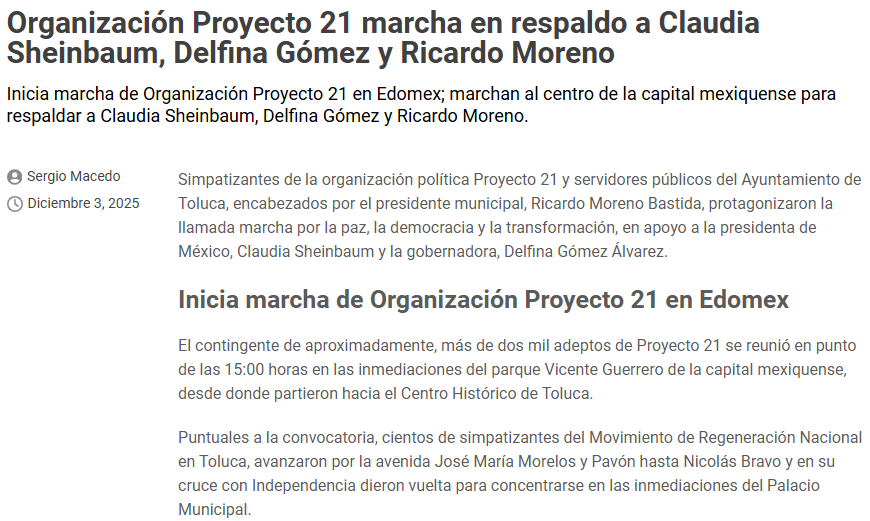 Organización Proyecto 21 marcha en respaldo a Claudia
Sheinbaum, Delfina Gómez y Ricardo Moreno
Inicia marcha de Organización Proyecto 21 en Edomex; marchan al centro de la capital mexiquense para
respaldar a Claudia Sheinbaum, Delfina Gómez y Ricardo Moreno.
Sergio Macedo
Diciembre 3, 2025
Simpatizantes de la organización política Proyecto 21 y servidores públicos del Ayuntamiento de
Toluca, encabezados por el presidente municipal, Ricardo Moreno Bastida, protagonizaron la
llamada marcha por la paz, la democracia y la transformación, en apoyo a la presidenta de
México, Claudia Sheinbaum y la gobernadora, Delfina Gómez Álvarez.
Inicia marcha de Organización Proyecto 21 en Edomex
El contingente de aproximadamente, más de dos mil adeptos de Proyecto 21 se reunió en punto
de las 15:00 horas en las inmediaciones del parque Vicente Guerrero de la capital mexiquense,
desde donde partieron hacia el Centro Histórico de Toluca.
Puntuales a la convocatoria, cientos de simpatizantes del Movimiento de Regeneración Nacional
en Toluca, avanzaron por la avenida José María Morelos y Pavón hasta Nicolás Bravo y en su
cruce con Independencia dieron vuelta para concentrarse en las inmediaciones del Palacio
Municipal.